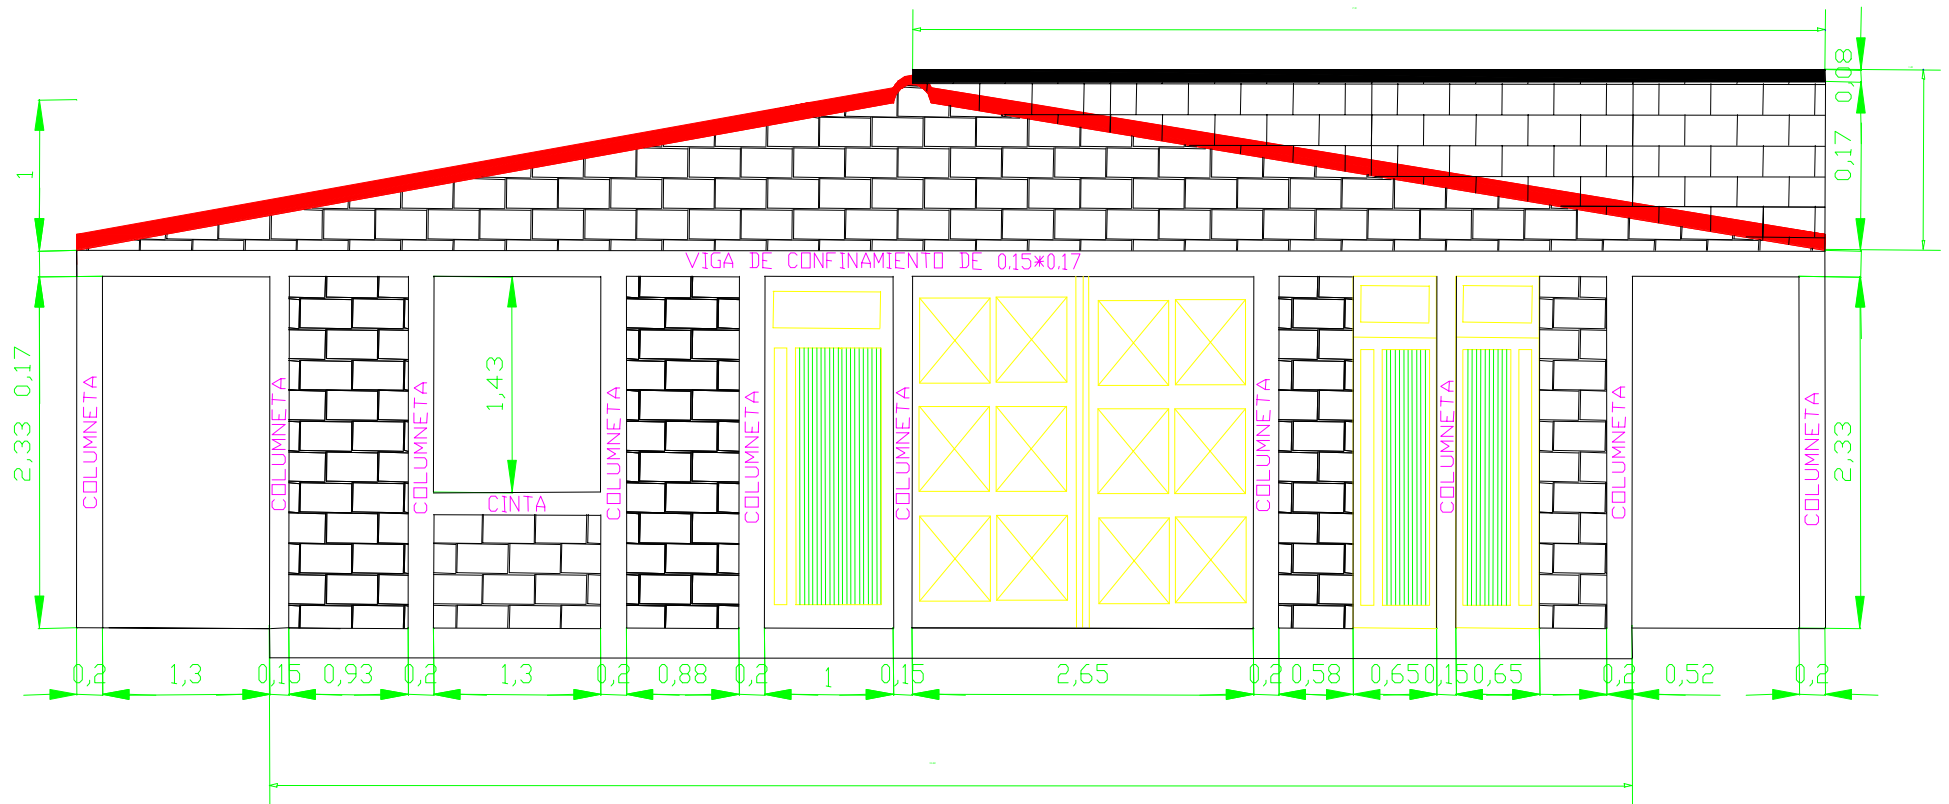 0,08
0,17
1
VIGA DE CONFINAMIENTO DE 0.15*0.17
0,17
2,33
1,43
2,33
COLUMNETA
COLUMNETA
COLUMNETA
COLUMNETA
COLUMNETA
COLUMNETA
COLUMNETA
COLUMNETA
COLUMNETA
COLUMNETA
CINTA
0,2 1,3 0,15 0,93 0,2 1,3 0,2 0,88 0,2 1 0,15 2,65 0,2 0,58 0,65 0,15 0,65 0,2 0,52 0,2